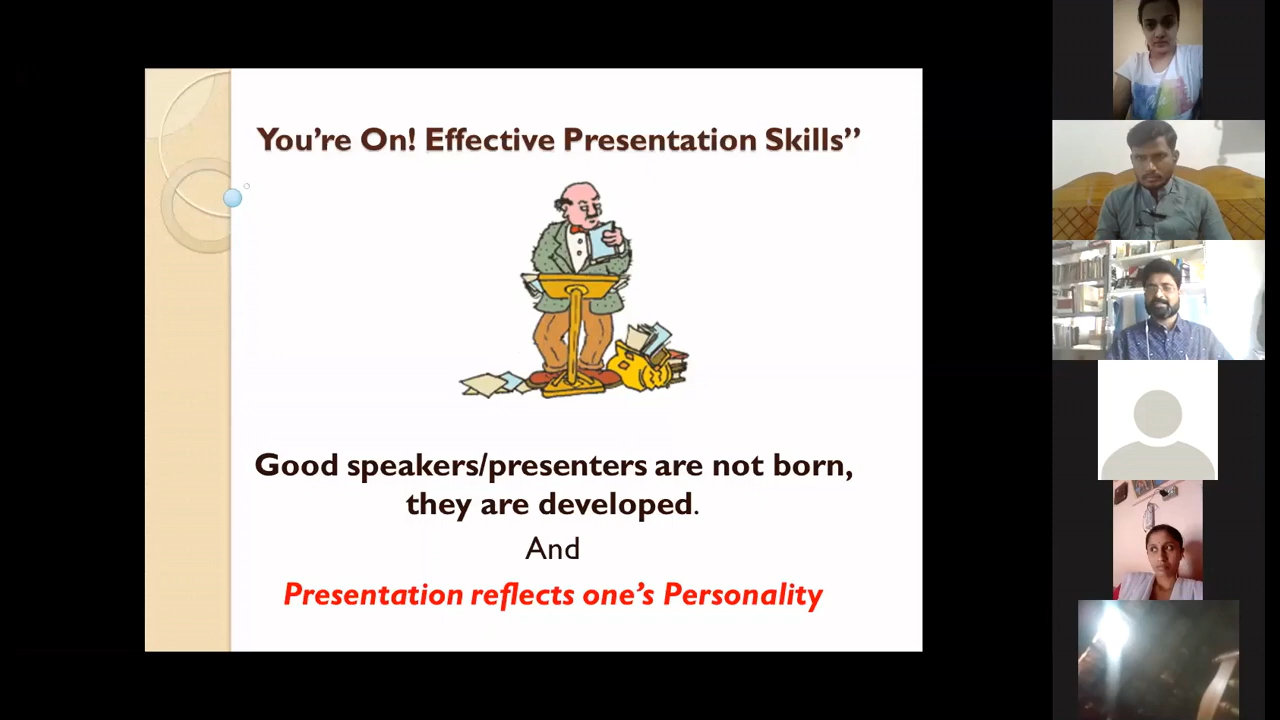 You’re On! Effective Presentation Skills”
Good speakers/presenters are not born,
they are developed.
And
Presentation reflects one’s Personality